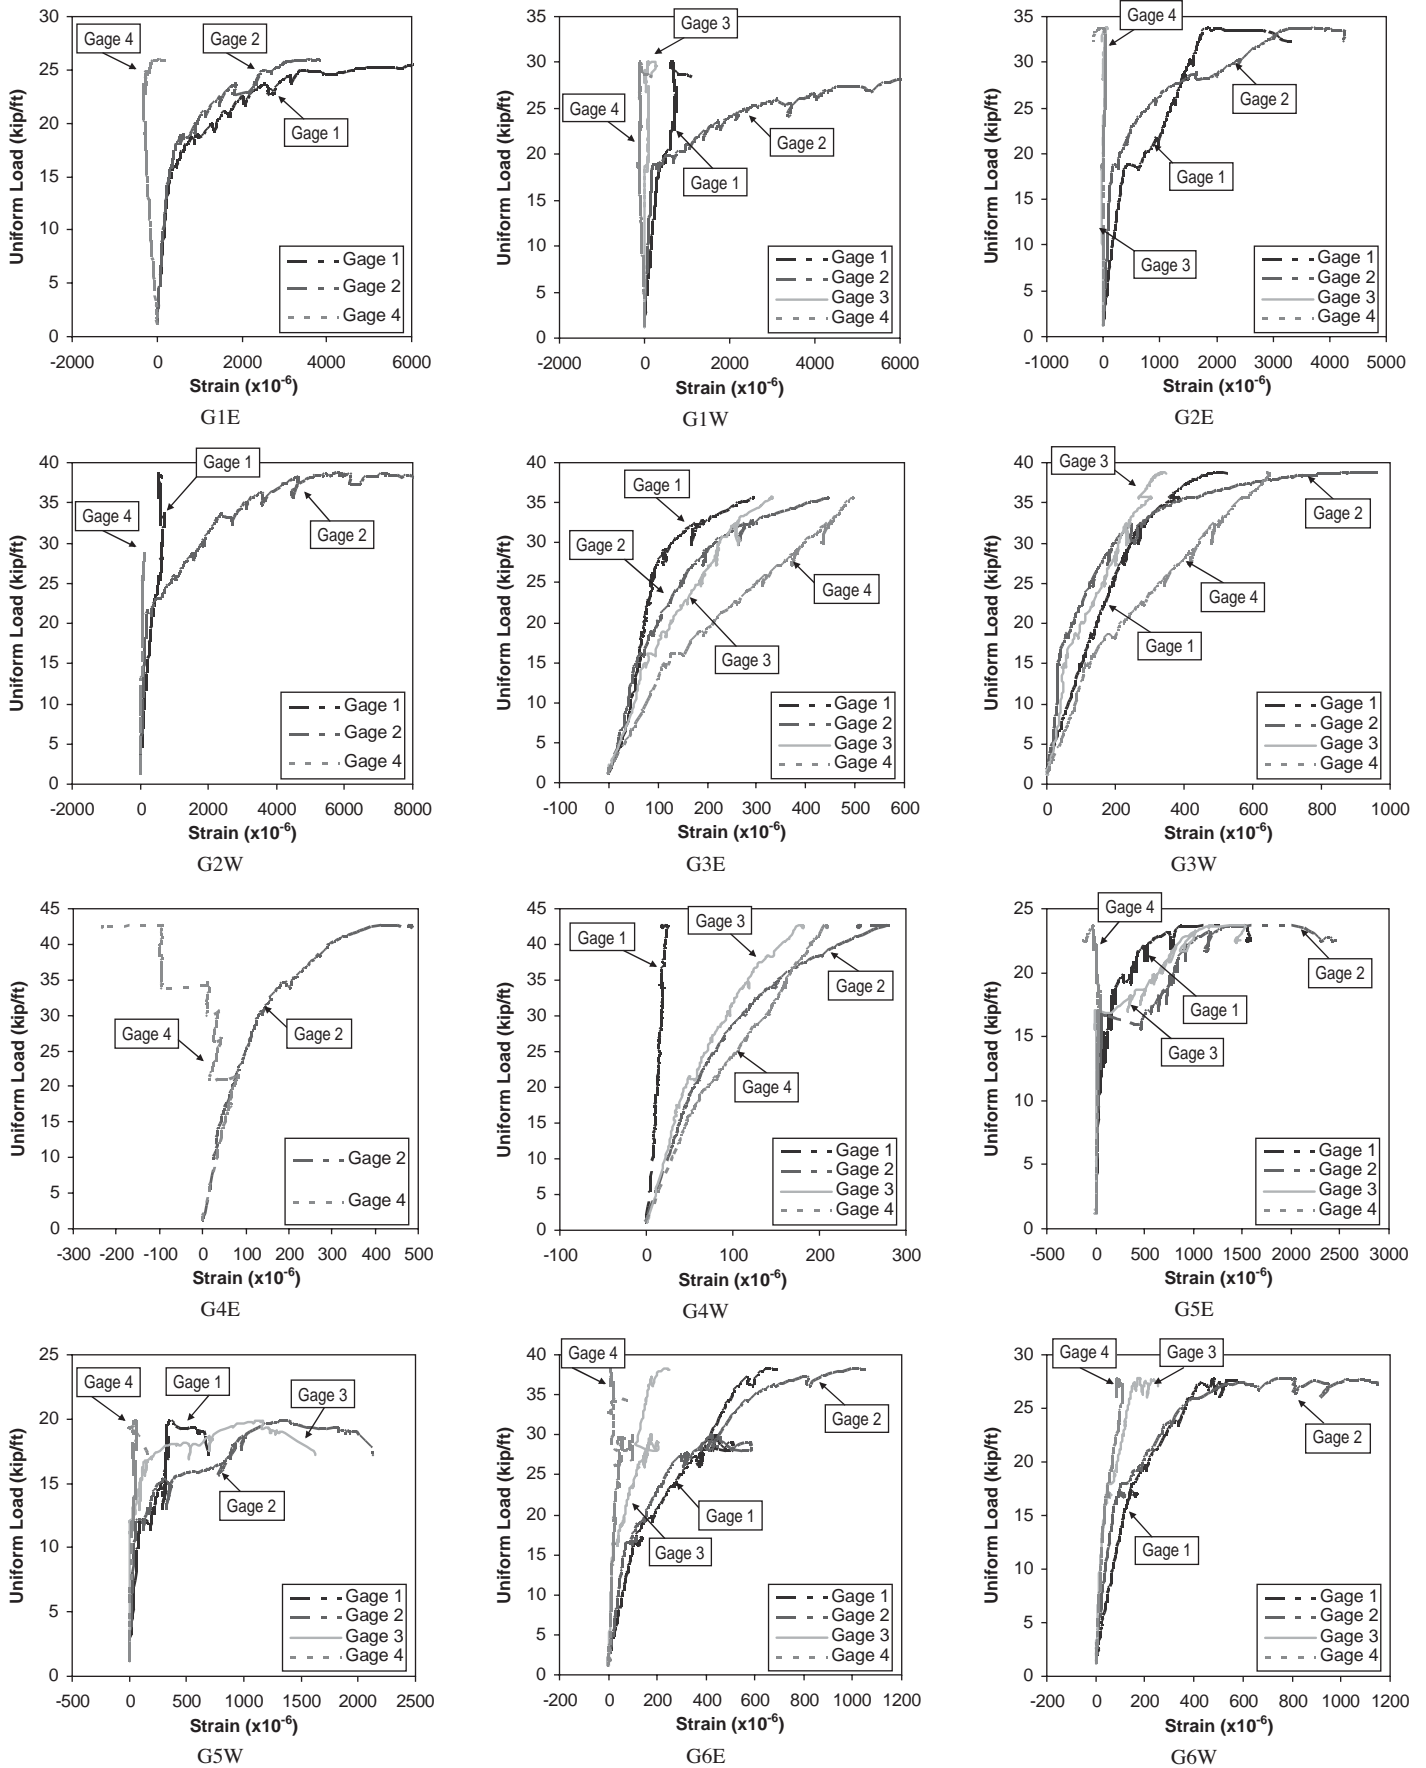 30
25
20
15
10
5
0
-2000
0
2000
4000
6000
Uniform Load (kip/ft)
Strain (x10-6)
Gage 4
Gage 2
Gage 1
Gage 1
Gage 2
Gage 4
G1E
35
30
25
20
15
10
5
0
-2000
0
2000
4000
6000
Uniform Load (kip/ft)
Strain (x10-6)
Gage 3
Gage 4
Gage 2
Gage 1
Gage 1
Gage 2
Gage 3
Gage 4
G1W
35
30
25
20
15
10
5
0
-1000
0
1000
2000
3000
4000
5000
Uniform Load (kip/ft)
Strain (x10-6)
Gage 4
Gage 2
Gage 1
Gage 3
Gage 1
Gage 2
Gage 3
Gage 4
G2E
40
35
30
25
20
15
10
5
0
-2000
0
2000
4000
6000
8000
Uniform Load (kip/ft)
Strain (x10-6)
Gage 1
Gage 4
Gage 2
Gage 1
Gage 2
Gage 4
G2W
40
35
30
25
20
15
10
5
0
-100
0
100
200
300
400
500
600
Uniform Load (kip/ft)
Strain (x10-6)
Gage 1
Gage 2
Gage 4
Gage 3
Gage 1
Gage 2
Gage 3
Gage 4
G3E
40
35
30
25
20
15
10
5
0
0
200
400
600
800
1000
Uniform Load (kip/ft)
Strain (x10-6)
Gage 3
Gage 2
Gage 4
Gage 1
Gage 1
Gage 2
Gage 3
Gage 4
G3W
45
40
35
30
25
20
15
10
5
0
-300
-200
-100
0
100
200
300
400
500
Uniform Load (kip/ft)
Strain (x10-6)
Gage 4
Gage 2
Gage 2
Gage 4
G4E
45
40
35
30
25
20
15
10
5
0
-100
0
100
200
300
Uniform Load (kip/ft)
Strain (x10-6)
Gage 3
Gage 1
Gage 2
Gage 4
Gage 1
Gage 2
Gage 3
Gage 4
G4W
25
20
15
10
5
0
-500
0
500
1000
1500
2000
2500
3000
Uniform Load (kip/ft)
Strain (x10-6)
Gage 4
Gage 2
Gage 1
Gage 3
Gage 1
Gage 2
Gage 3
Gage 4
G5E
25
20
15
10
5
0
-500
0
500
1000
1500
2000
2500
Uniform Load (kip/ft)
Strain (x10-6)
Gage 4
Gage 1
Gage 3
Gage 2
Gage 1
Gage 2
Gage 3
Gage 4
G5W
40
35
30
25
20
15
10
5
0
-200
0
200
400
600
800
1000
1200
Uniform Load (kip/ft)
Strain (x10-6)
Gage 4
Gage 2
Gage 1
Gage 3
Gage 1
Gage 2
Gage 3
Gage 4
G6E
30
25
20
15
10
5
0
-200
0
200
400
600
800
1000
1200
Uniform Load (kip/ft)
Strain (x10-6)
Gage 4
Gage 3
Gage 2
Gage 1
Gage 1
Gage 2
Gage 3
Gage 4
G6W